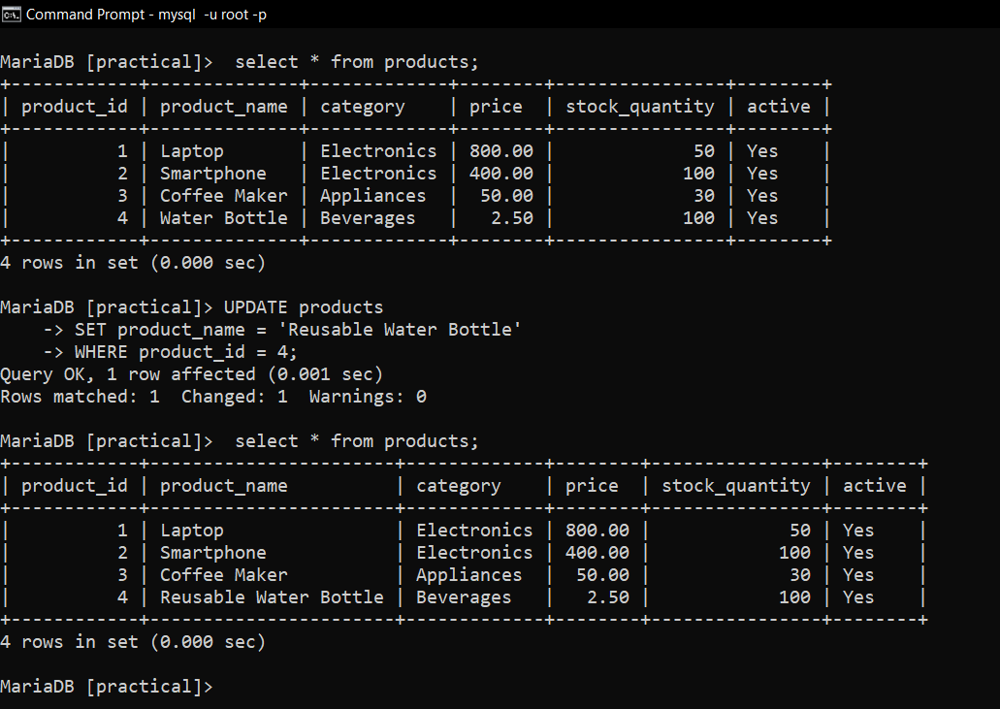 Command Prompt - mysql  -u root -p
MariaDB [practical]>  select * from products;
+------------+--------------+-------------+--------+----------------+--------+
| product_id | product_name | category    | price  | stock_quantity | active |
+------------+--------------+-------------+--------+----------------+--------+
|          1 | Laptop       | Electronics | 800.00 |             50 | Yes    |
|          2 | Smartphone   | Electronics | 400.00 |            100 | Yes    |
|          3 | Coffee Maker | Appliances  |  50.00 |             30 | Yes    |
|          4 | Water Bottle | Beverages   |   2.50 |            100 | Yes    |
+------------+--------------+-------------+--------+----------------+--------+
4 rows in set (0.000 sec)
MariaDB [practical]> UPDATE products
    -> SET product_name = 'Reusable Water Bottle'
    -> WHERE product_id = 4;
Query OK, 1 row affected (0.001 sec)
Rows matched: 1  Changed: 1  Warnings: 0
MariaDB [practical]>  select * from products;
+------------+-----------------------+-------------+--------+----------------+--------+
| product_id | product_name          | category    | price  | stock_quantity | active |
+------------+-----------------------+-------------+--------+----------------+--------+
|          1 | Laptop                | Electronics | 800.00 |             50 | Yes    |
|          2 | Smartphone            | Electronics | 400.00 |            100 | Yes    |
|          3 | Coffee Maker          | Appliances  |  50.00 |             30 | Yes    |
|          4 | Reusable Water Bottle | Beverages   |   2.50 |            100 | Yes    |
+------------+-----------------------+-------------+--------+----------------+--------+
4 rows in set (0.000 sec)
MariaDB [practical]>